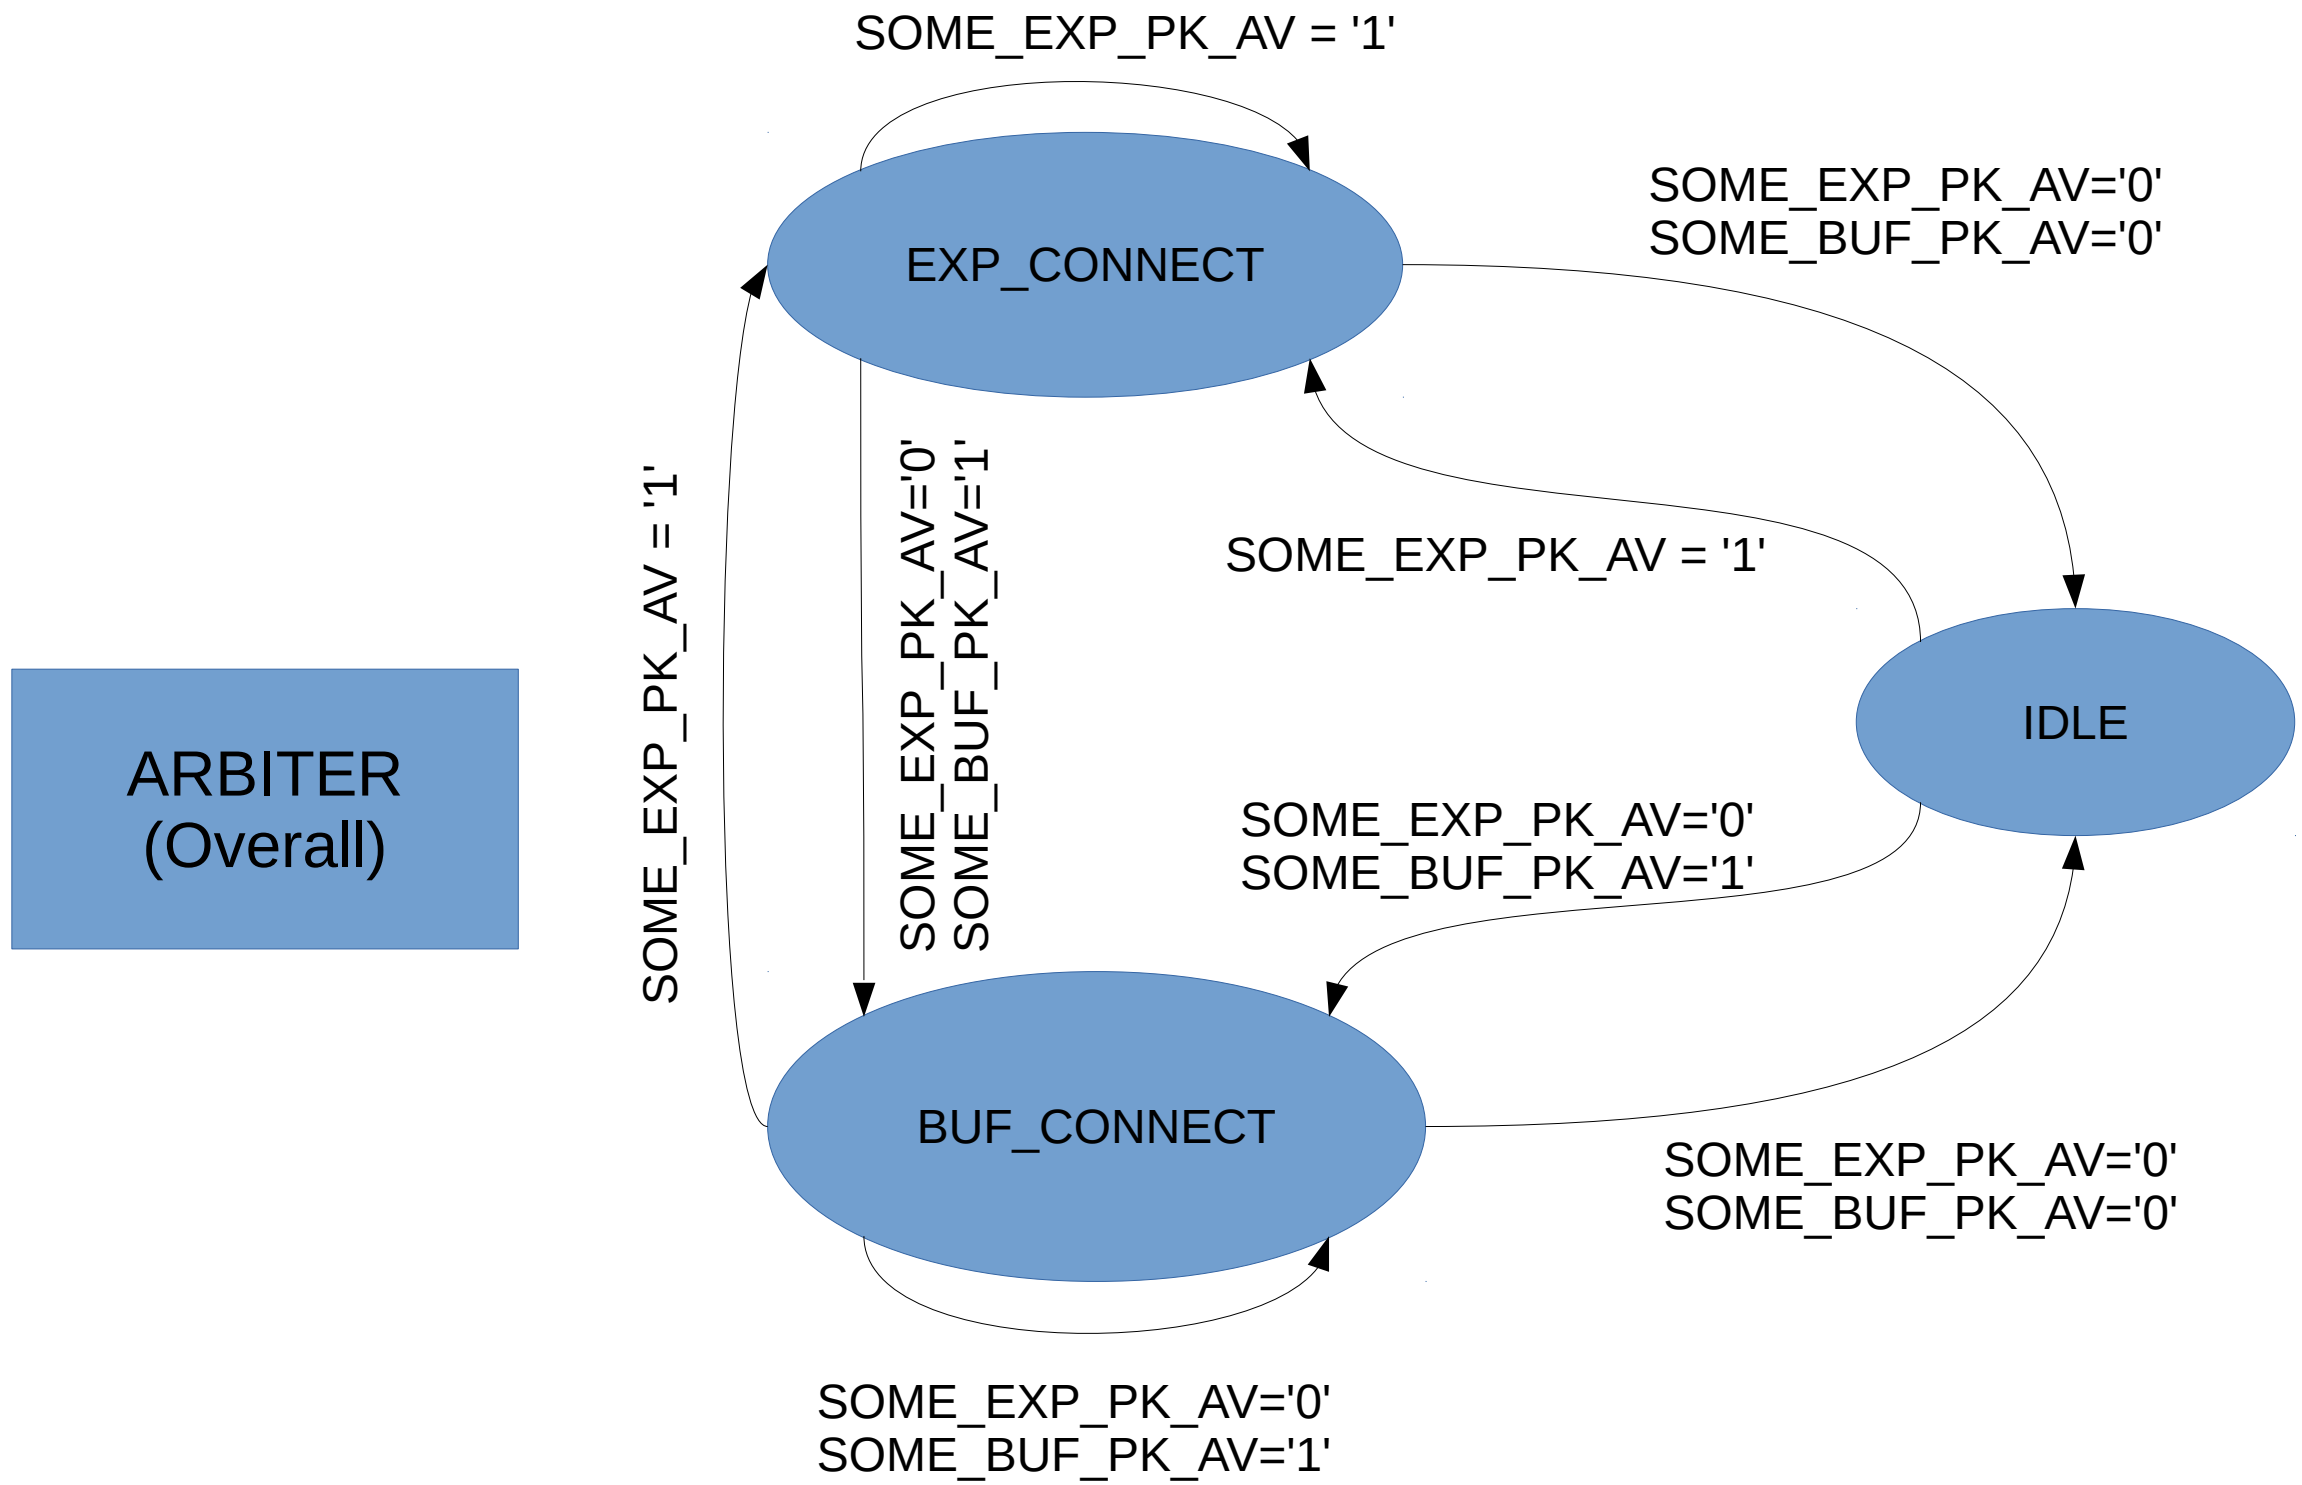 SOME_EXP_PK_AV = '1'
SOME_EXP_PK_AV='0'
SOME_BUF_PK_AV='0'
EXP_CONNECT
SOME_EXP_PK_AV = '1'
SOME_EXP_PK_AV='0'
SOME_BUF_PK_AV='1'
SOME_EXP_PK_AV = '1'
IDLE
ARBITER
(Overall)
SOME_EXP_PK_AV='0'
SOME_BUF_PK_AV='1'
BUF_CONNECT
SOME_EXP_PK_AV='0'
SOME_BUF_PK_AV='0'
SOME_EXP_PK_AV='0'
SOME_BUF_PK_AV='1'